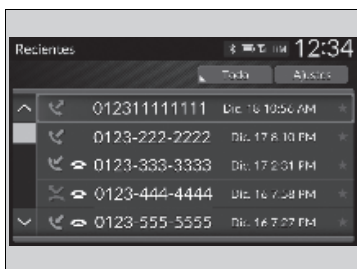 Recientes 12:34
Todo Ajustes
012311111111 Dic. 18 10:56 AM
0123-222-2222 Dic. 17 8:10 PM
0123-333-3333 Dic. 17 2:31 PM
0123-444-4444 Dic. 16 7:58 PM
0123-555-5555 Dic. 16 7:27 PM